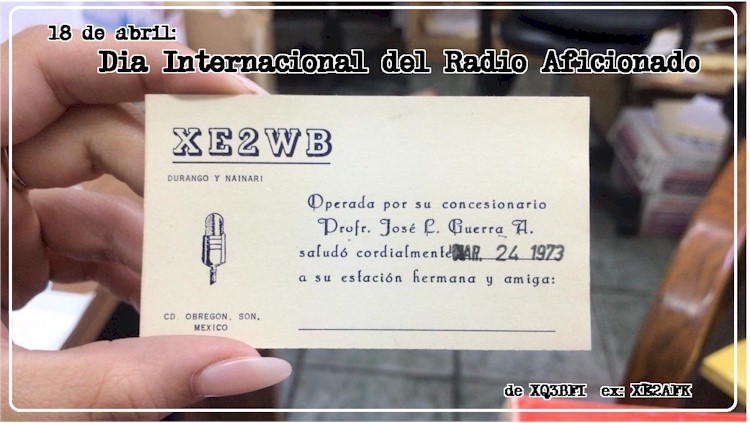 18 de abril:
Dia Internacional del Radio Aficionado
XE2WB
DURANGO Y NAINARI
Operada por su concesionario
Profr. José L. Guerra A.
saludó cordialmente MAR. 24 1973
a su estación hermana y amiga:
CD. OBREGON, SON.
MEXICO
de XQ3BFI ex: XE2AFK